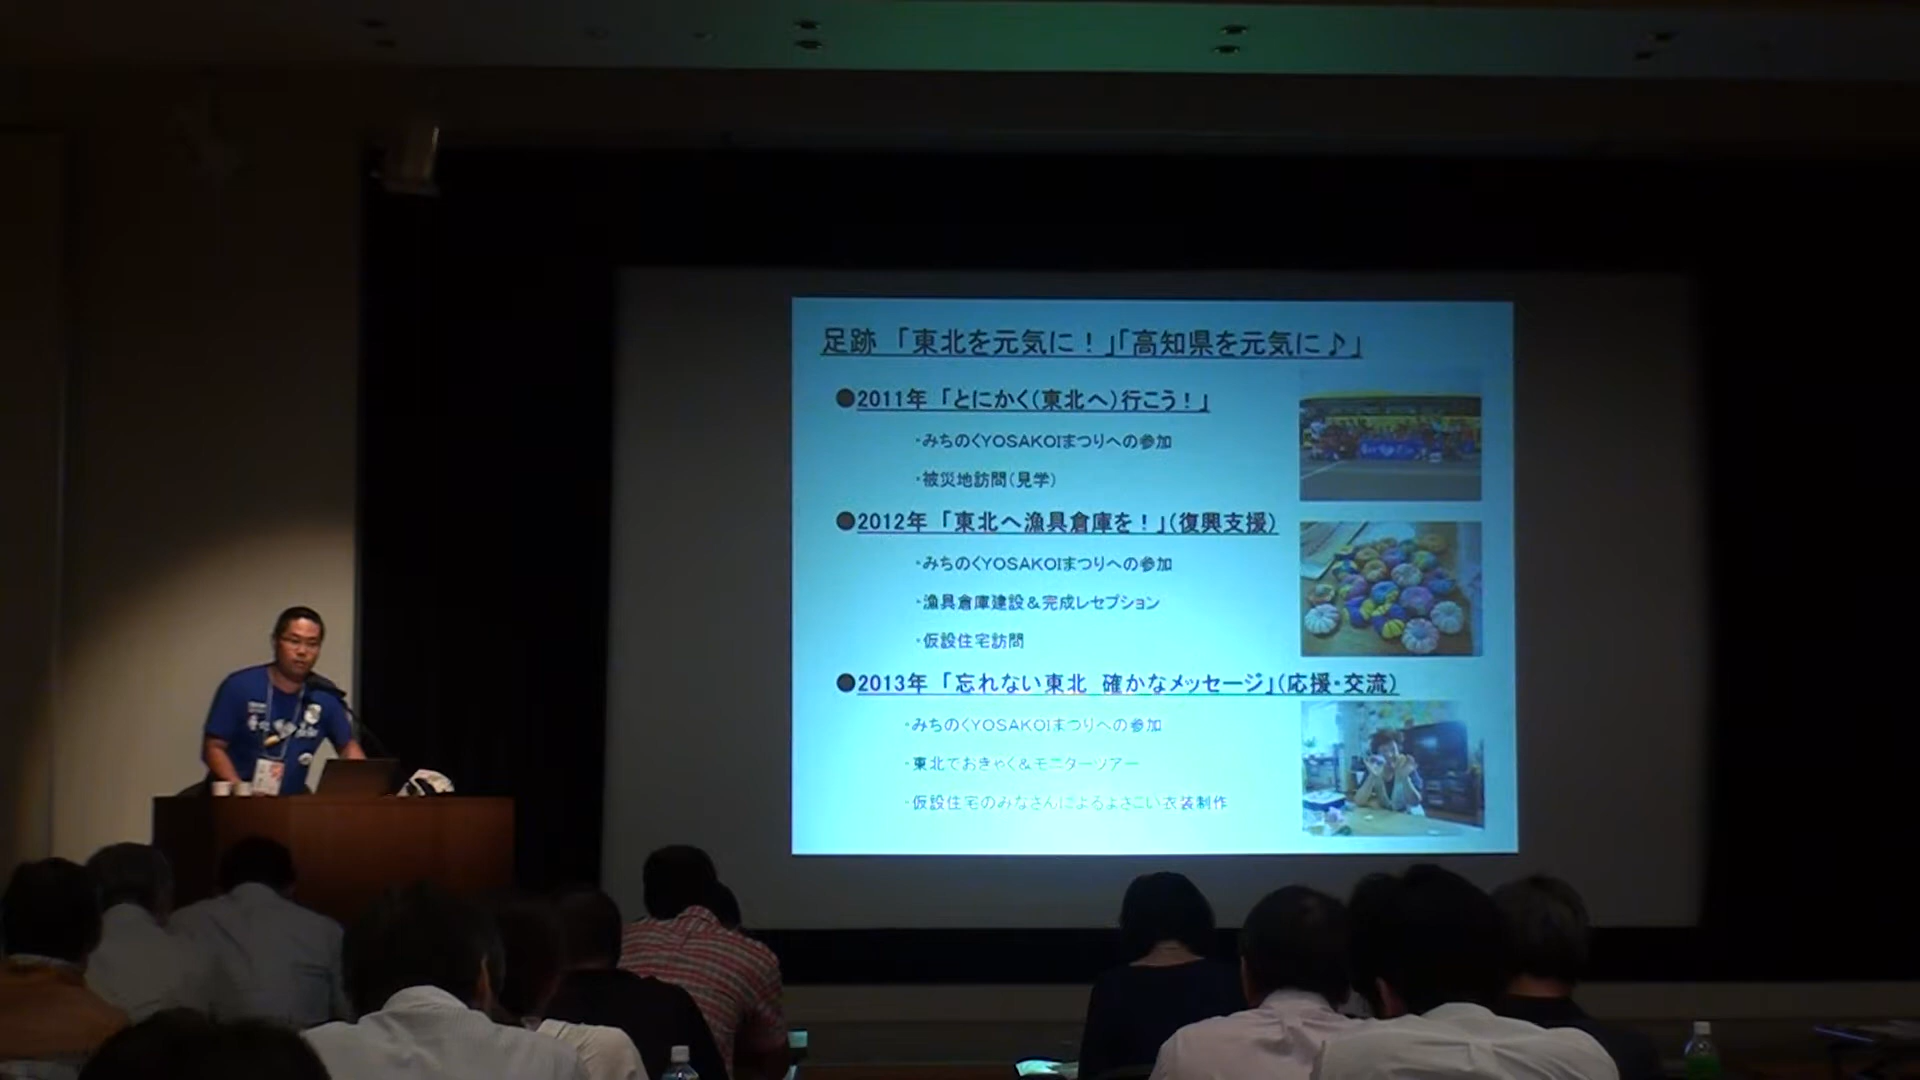 足跡 「東北を元気に！」「高知県を元気に♪」
●2011年 「とにかく（東北へ）行こう！」
・みちのくYOSAKOIまつりへの参加
・被災地訪問（見学）
●2012年 「東北へ漁具倉庫を！」（復興支援）
・みちのくYOSAKOIまつりへの参加
・漁具倉庫建設＆完成レセプション
・仮設住宅訪問
●2013年 「忘れない東北 確かなメッセージ」（応援・交流）
・みちのくYOSAKOIまつりへの参加
・東北でおきゃく＆モニターツアー
・仮設住宅のみなさんによるよさこい衣装制作